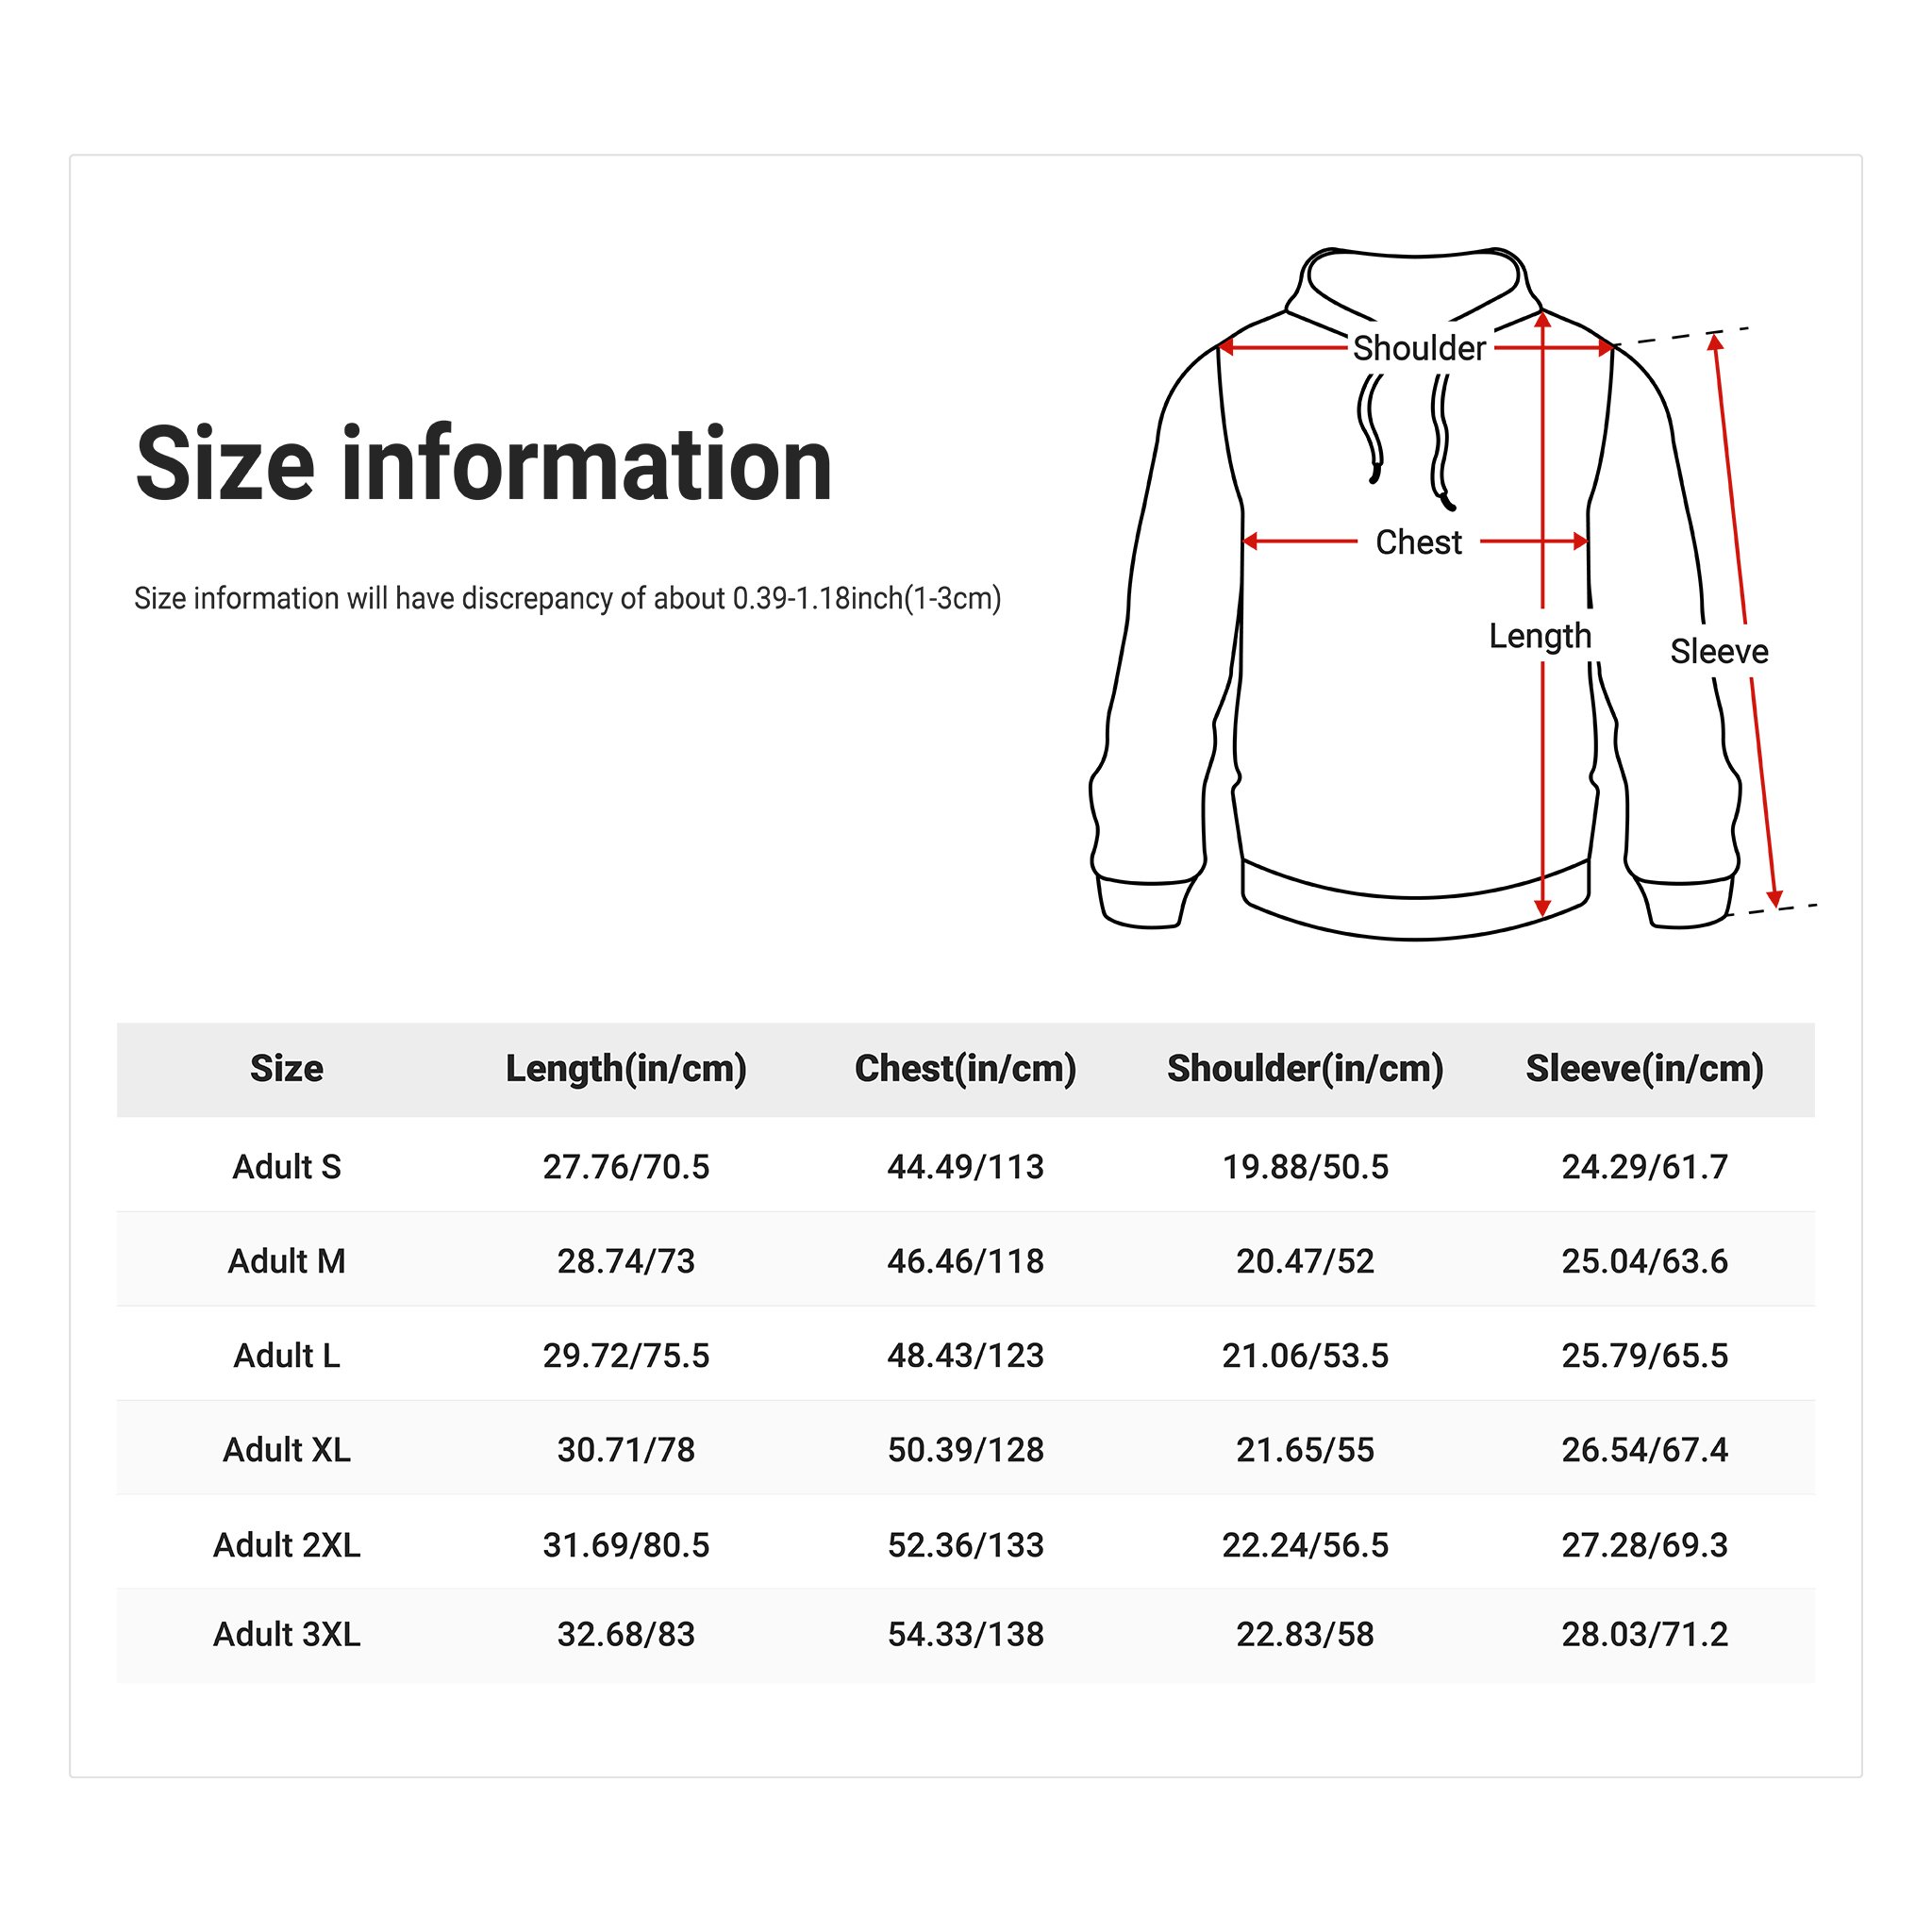 Size information
Size information will have discrepancy of about 0.39-1.18inch(1-3cm)
Shoulder
Chest
Length
Sleeve
Size Length(in/cm) Chest(in/cm) Shoulder(in/cm) Sleeve(in/cm)
Adult S 27.76/70.5 44.49/113 19.88/50.5 24.29/61.7
Adult M 28.74/73 46.46/118 20.47/52 25.04/63.6
Adult L 29.72/75.5 48.43/123 21.06/53.5 25.79/65.5
Adult XL 30.71/78 50.39/128 21.65/55 26.54/67.4
Adult 2XL 31.69/80.5 52.36/133 22.24/56.5 27.28/69.3
Adult 3XL 32.68/83 54.33/138 22.83/58 28.03/71.2